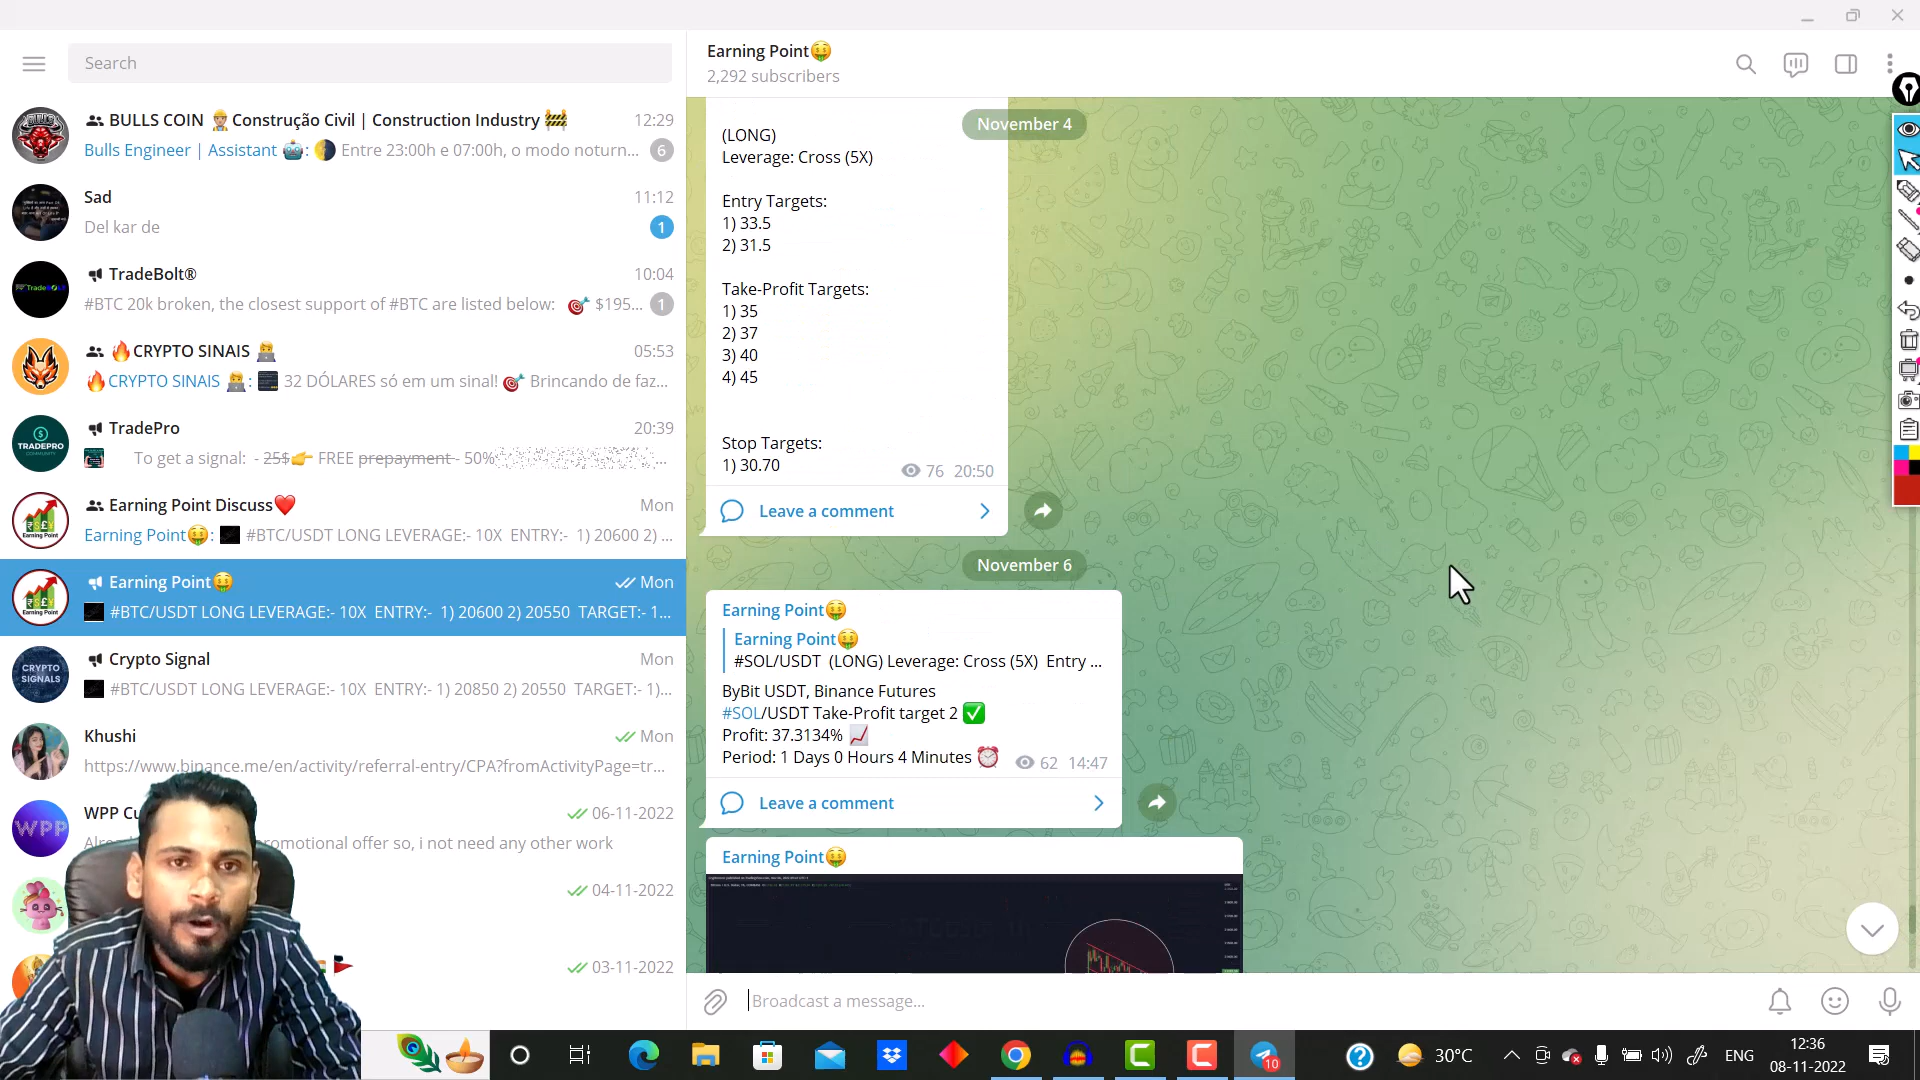 Search
BULLS COIN 👷🏼Construção Civil | Construction Industry 🚧
12:29
Bulls Engineer | Assistant 🤖: 🌗 Entre 23:00h e 07:00h, o modo noturn...
6
Sad
11:12
Del kar de
1
TradeBolt®
10:04
#BTC 20k broken, the closest support of #BTC are listed below: 🎯 $195...
1
🔥CRYPTO SINAIS 👨‍💻
05:53
🔥CRYPTO SINAIS 👨‍💻: 32 DÓLARES só em um sinal! 🎯 Brincando de faz...
TRADEPRO
COMMUNITY
TradePro
20:39
To get a signal: - 25$👉 FREE prepayment - 50%
...
Earning Point
Earning Point Discuss❤️
Mon
Earning Point🤑: #BTC/USDT LONG LEVERAGE:- 10X ENTRY:- 1) 20600 2) ...
Earning Point
Earning Point🤑
Mon
#BTC/USDT LONG LEVERAGE:- 10X ENTRY:- 1) 20600 2) 20550 TARGET:- 1...
CRYPTO
SIGNALS
Crypto Signal
Mon
#BTC/USDT LONG LEVERAGE:- 10X ENTRY:- 1) 20850 2) 20550 TARGET:- 1)...
Khushi
Mon
https://www.binance.me/en/activity/referral-entry/CPA?fromActivityPage=tr...
WPP
WPP Cu
06-11-2022
omotional offer so, i not need any other work
04-11-2022
03-11-2022
Earning Point🤑
2,292 subscribers
November 4
(LONG)
Leverage: Cross (5X)
Entry Targets:
1) 33.5
2) 31.5
Take-Profit Targets:
1) 35
2) 37
3) 40
4) 45
Stop Targets:
1) 30.70
76 20:50
Leave a comment
November 6
Earning Point🤑
Earning Point🤑
#SOL/USDT (LONG) Leverage: Cross (5X) Entry ...
ByBit USDT, Binance Futures
#SOL/USDT Take-Profit target 2 ✅
Profit: 37.3134% 📈
Period: 1 Days 0 Hours 4 Minutes ⏰
62 14:47
Leave a comment
Earning Point🤑
Broadcast a message...
10
30°C
ENG
12:36
08-11-2022